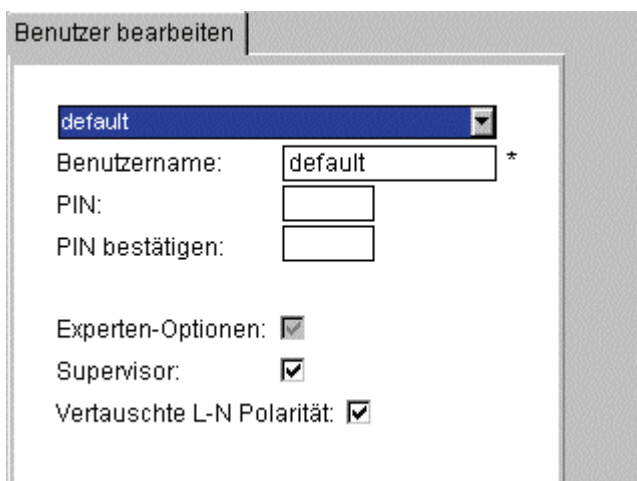 Benutzer bearbeiten
default
Benutzername: default *
PIN:
PIN bestätigen:
Experten-Optionen:
Supervisor:
Vertauschte L-N Polarität: